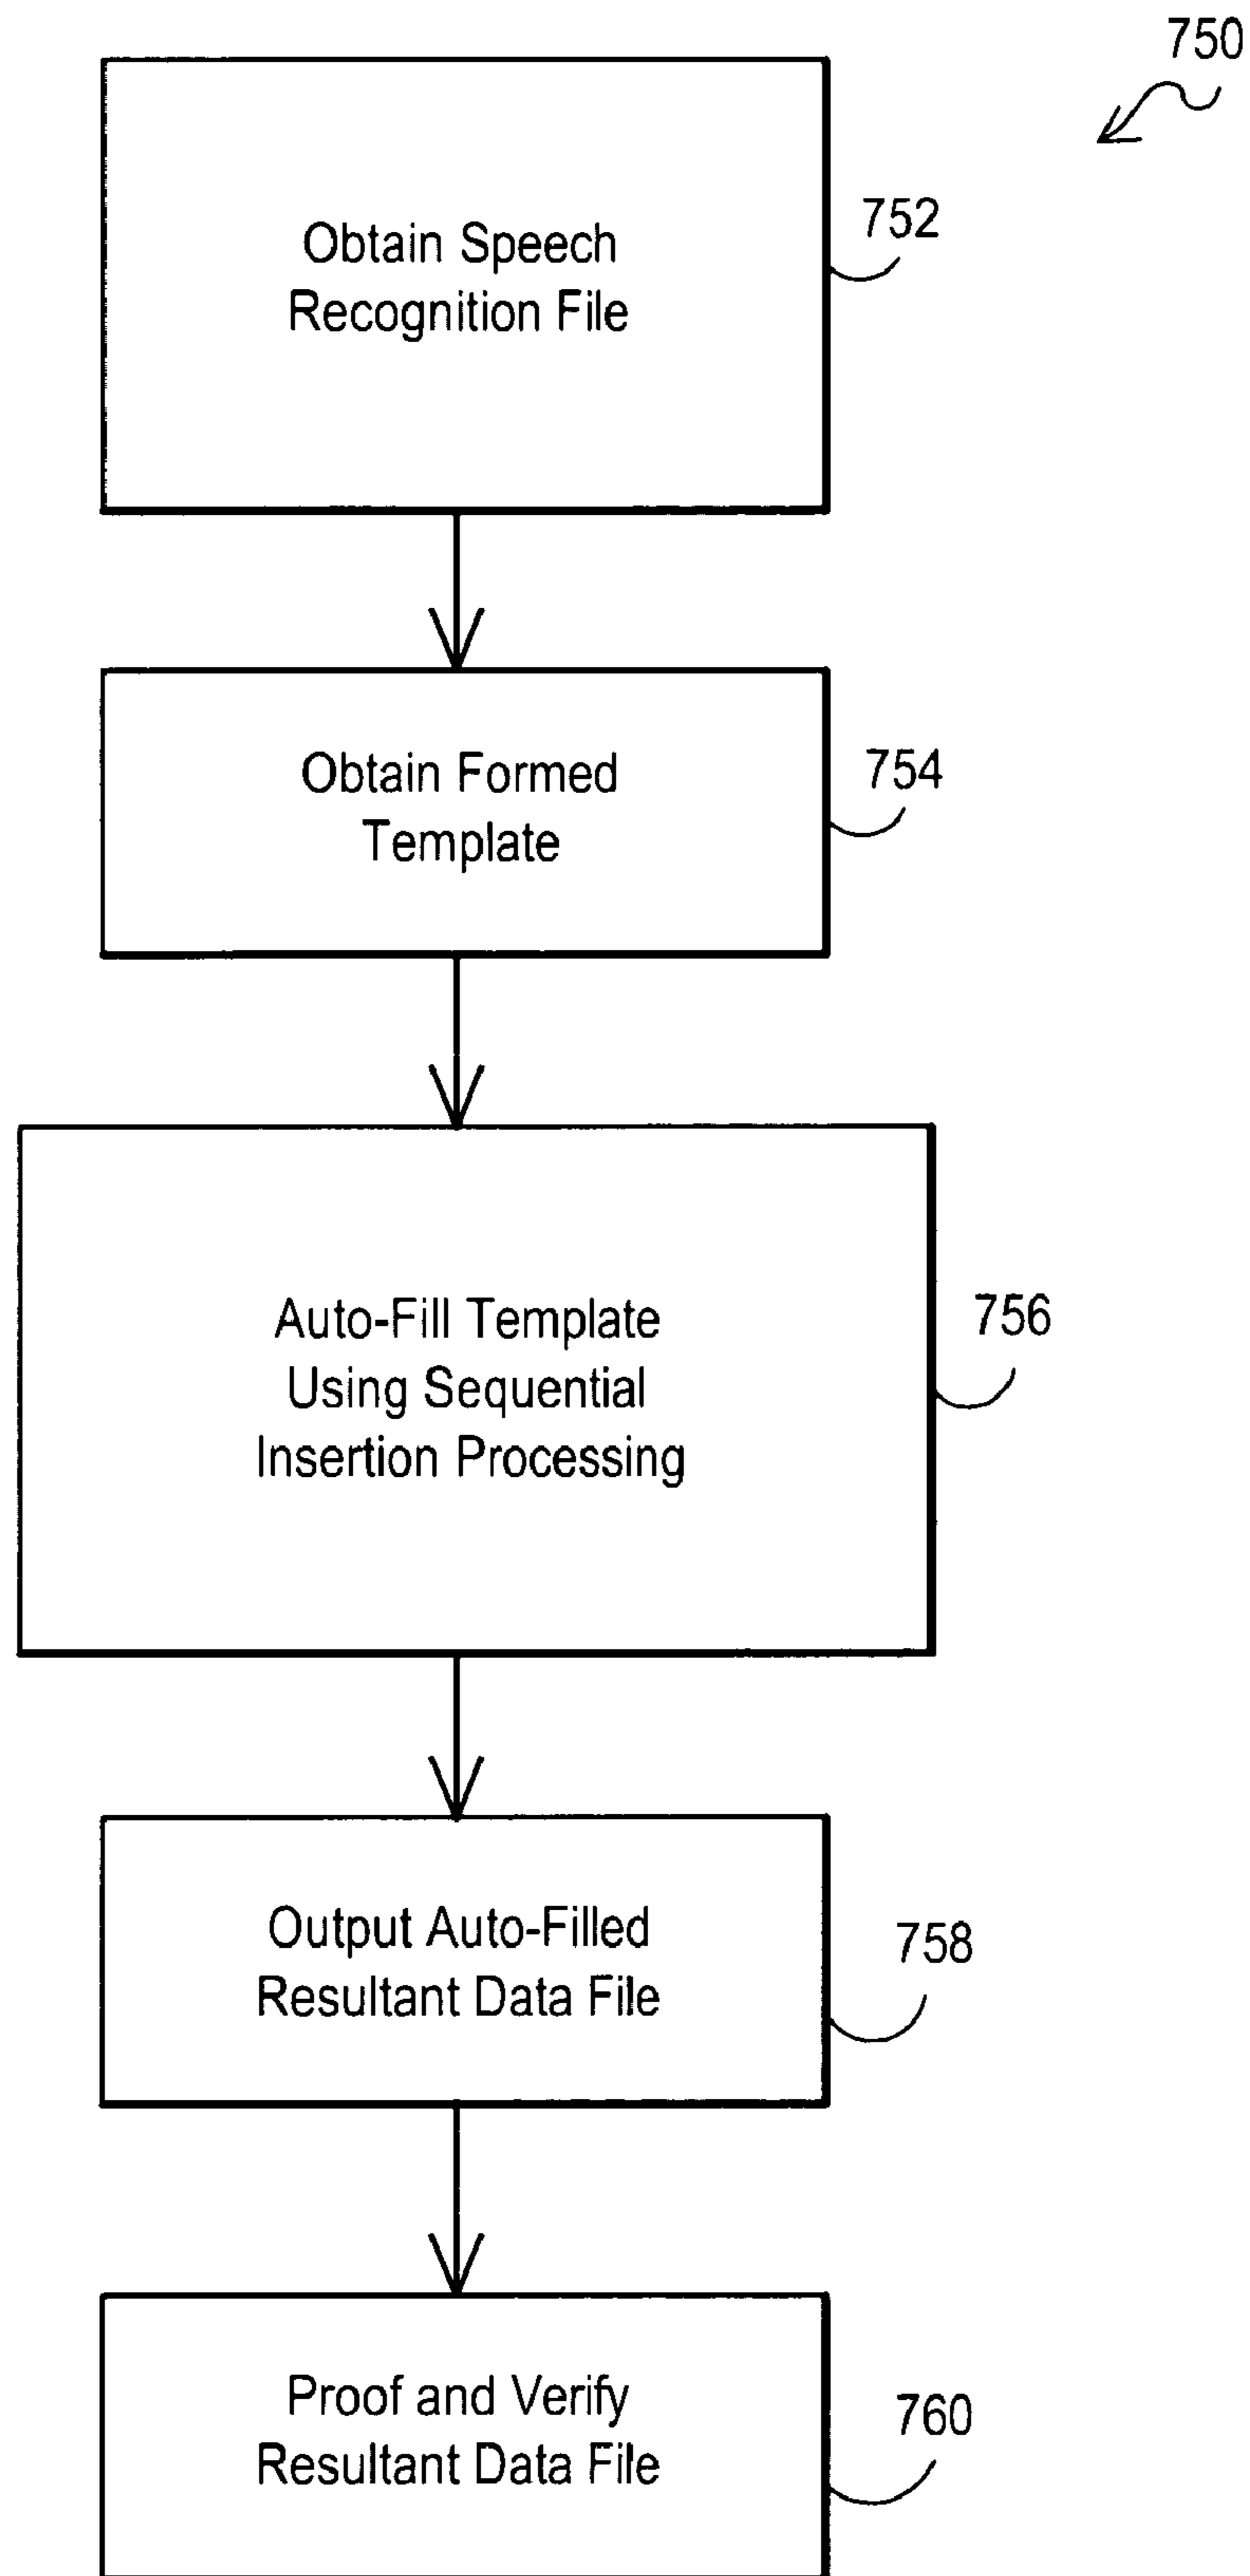 750
Obtain Speech
Recognition File
752
Obtain Formed
Template
754
Auto-Fill Template
Using Sequential
Insertion Processing
756
Output Auto-Filled
Resultant Data File
758
Proof and Verify
Resultant Data File
760